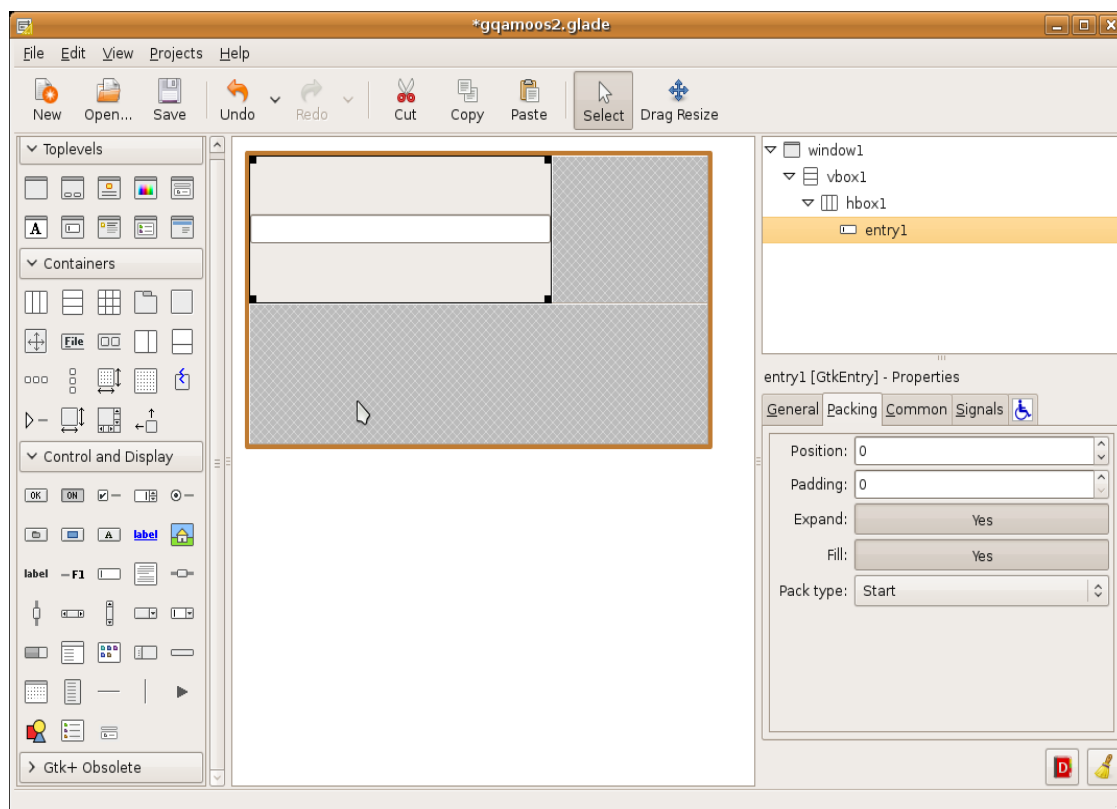 *gqamoos2.glade
File Edit View Projects Help
New Open... Save Undo Redo Cut Copy Paste Select Drag Resize
Toplevels
A
Containers
File
Control and Display
OK ON
A label
label F1
Gtk+ Obsolete
window1
vbox1
hbox1
entry1
entry1 [GtkEntry] - Properties
General Packing Common Signals
Position: 0
Padding: 0
Expand: Yes
Fill: Yes
Pack type: Start
D